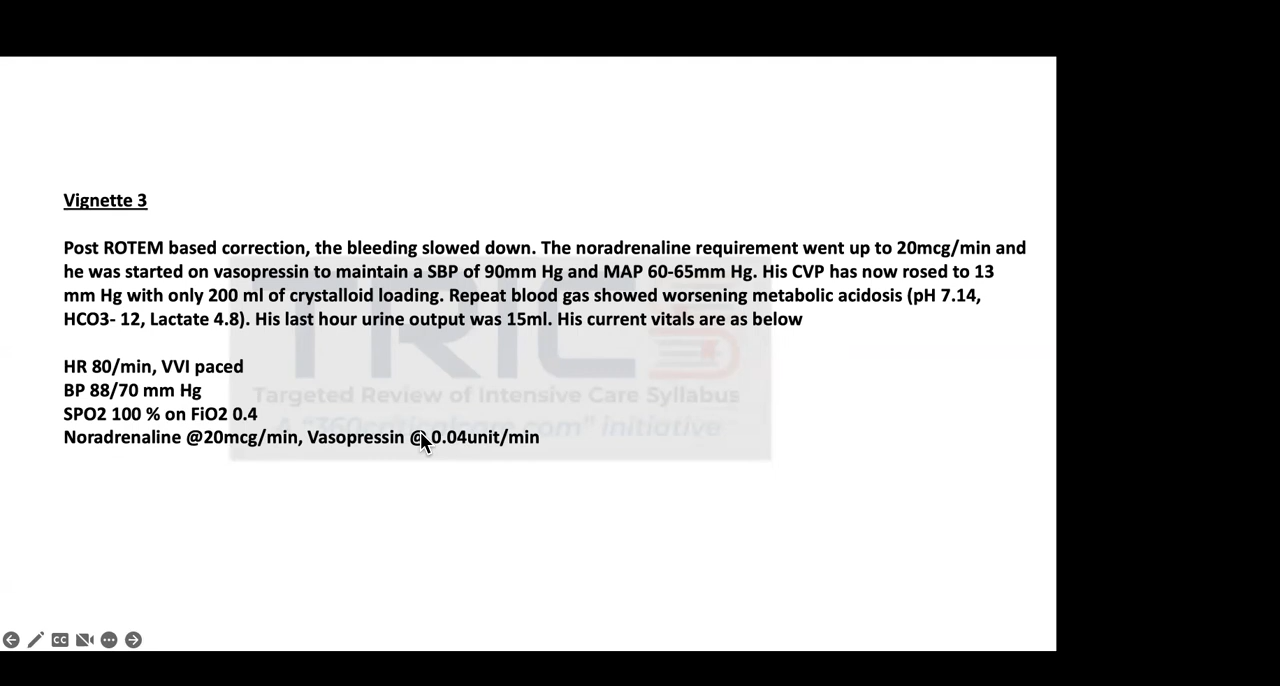 Vignette 3
Post ROTEM based correction, the bleeding slowed down. The noradrenaline requirement went up to 20mcg/min and
he was started on vasopressin to maintain a SBP of 90mm Hg and MAP 60-65mm Hg. His CVP has now rosed to 13
mm Hg with only 200 ml of crystalloid loading. Repeat blood gas showed worsening metabolic acidosis (pH 7.14,
HCO3- 12, Lactate 4.8). His last hour urine output was 15ml. His current vitals are as below
HR 80/min, VVI paced
BP 88/70 mm Hg
SPO2 100 % on FiO2 0.4
Noradrenaline @20mcg/min, Vasopressin @ 0.04unit/min
TRIC
Targeted Review of Intensive Care Syllabus
A "360criticalcare.com" initiative
CC